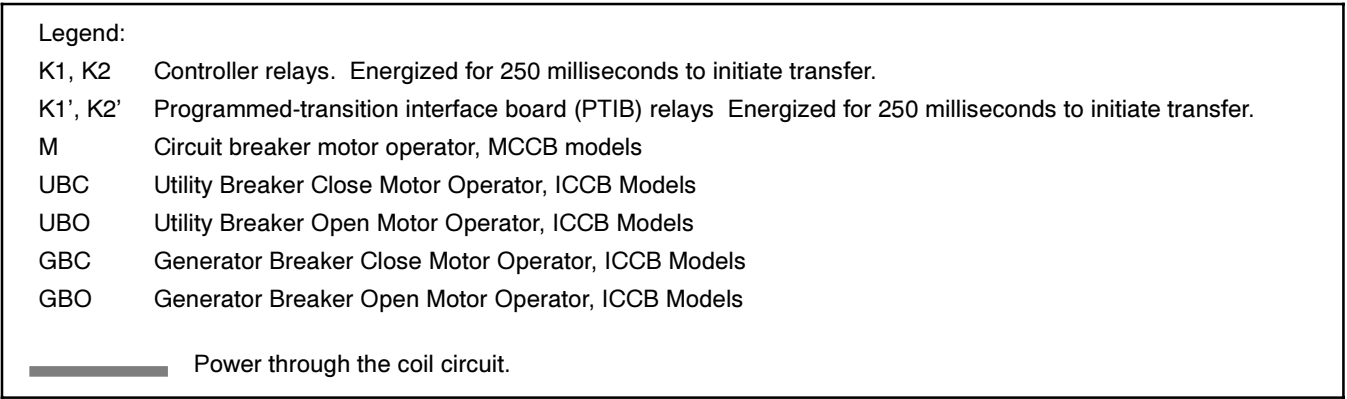 Legend:
K1, K2 Controller relays. Energized for 250 milliseconds to initiate transfer.
K1’, K2’ Programmed-transition interface board (PTIB) relays Energized for 250 milliseconds to initiate transfer.
M Circuit breaker motor operator, MCCB models
UBC Utility Breaker Close Motor Operator, ICCB Models
UBO Utility Breaker Open Motor Operator, ICCB Models
GBC Generator Breaker Close Motor Operator, ICCB Models
GBO Generator Breaker Open Motor Operator, ICCB Models
Power through the coil circuit.